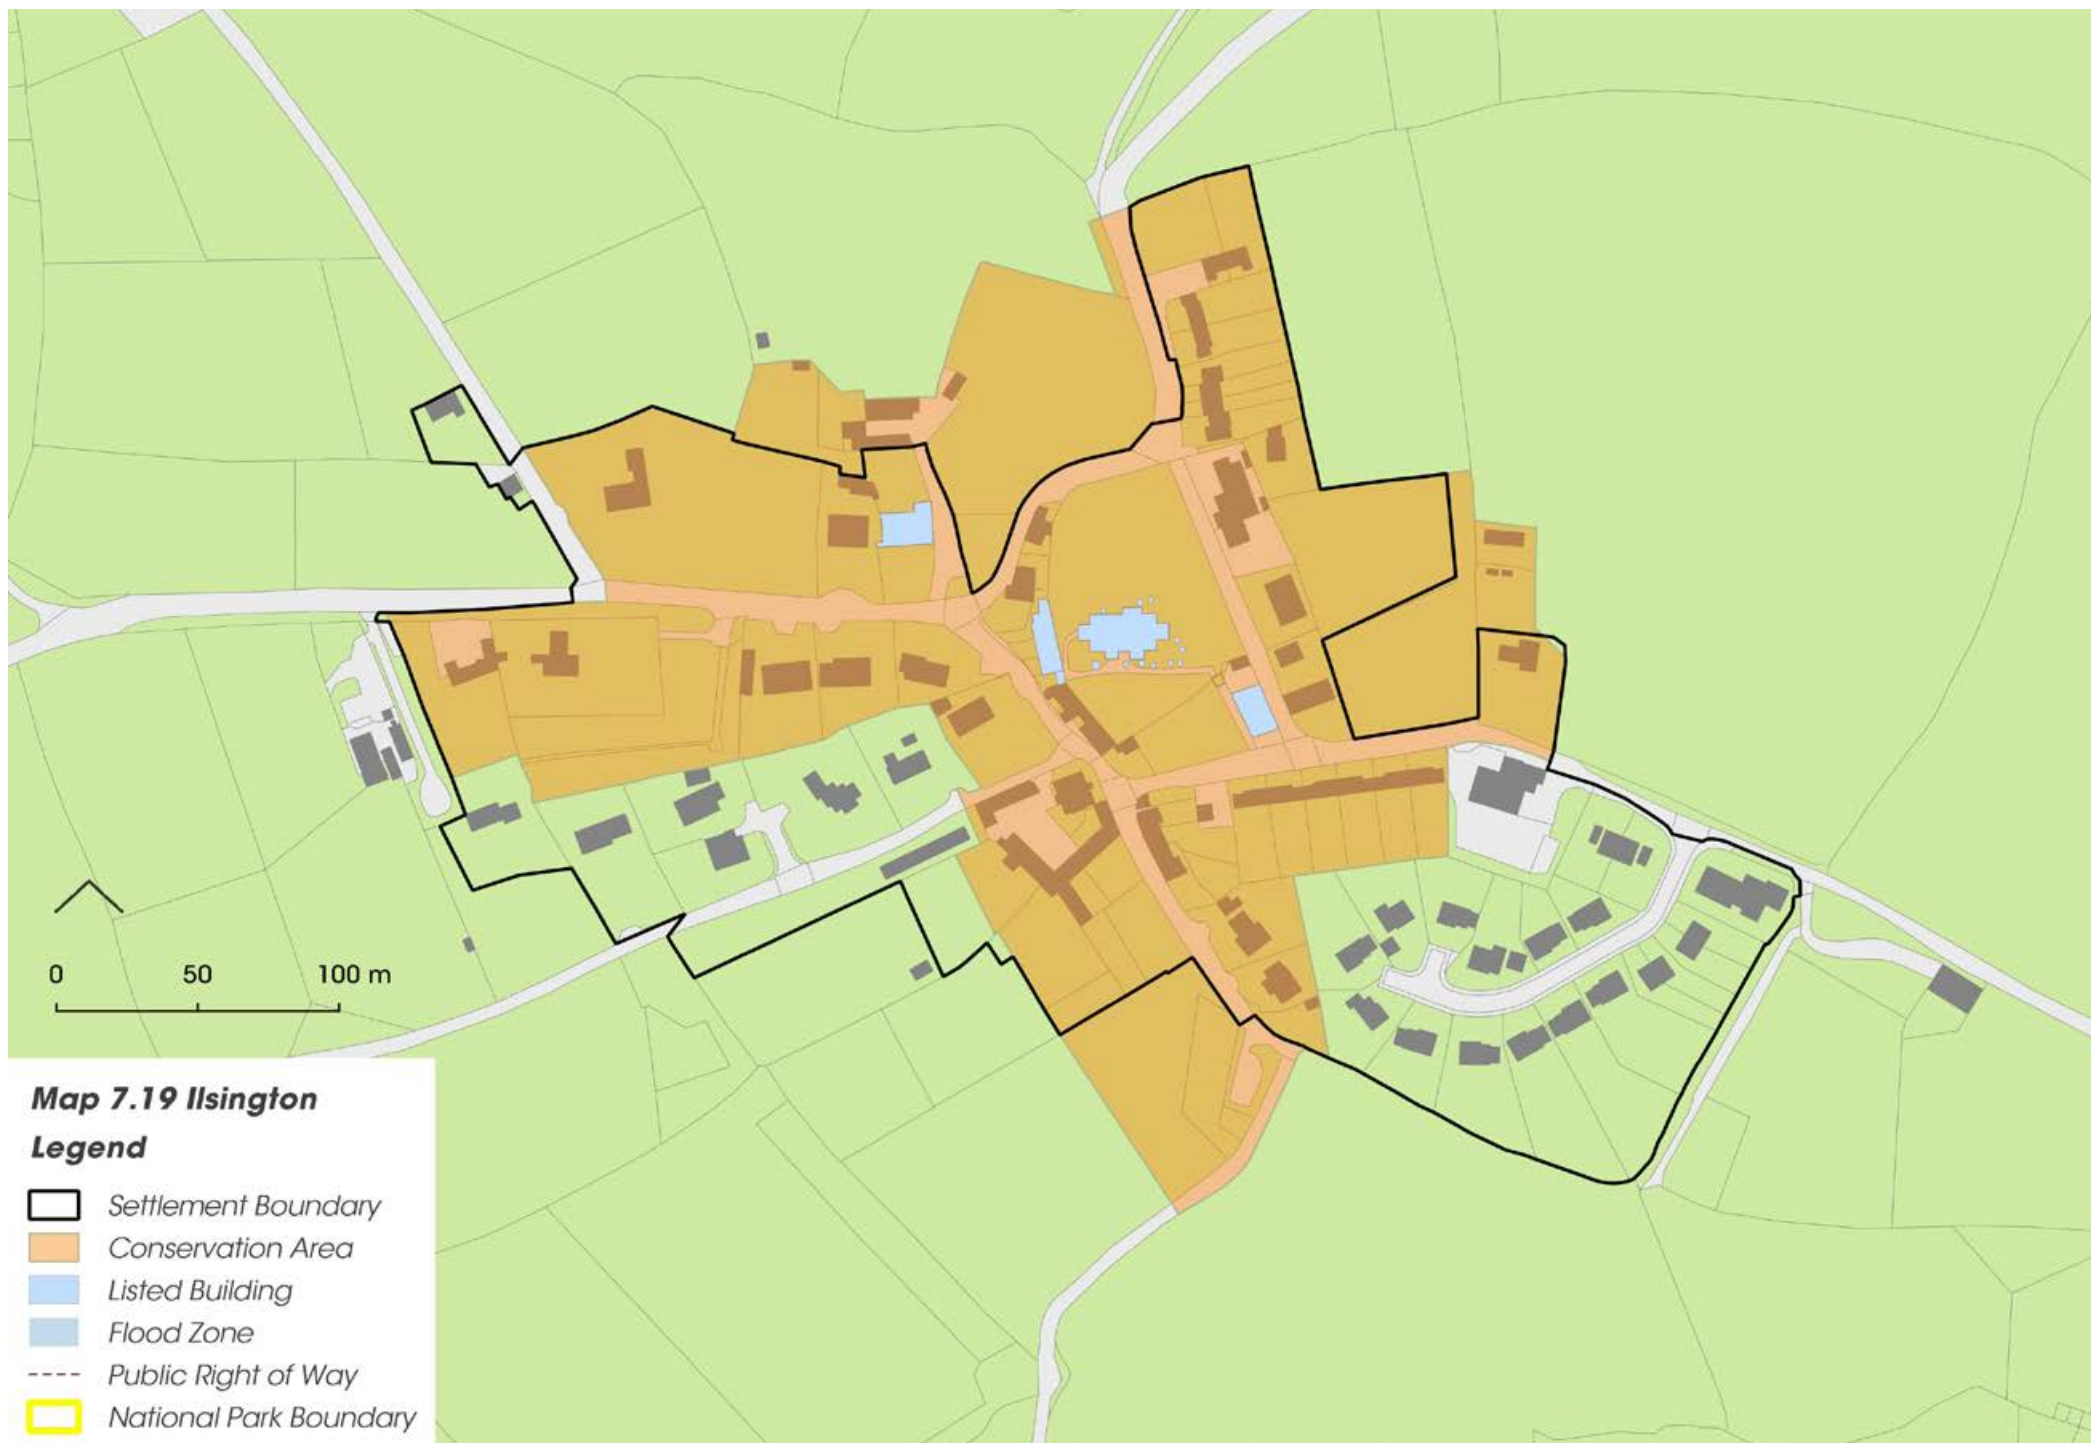 0 50 100 m
Map 7.19 Ilsington
Legend
Settlement Boundary
Conservation Area
Listed Building
Flood Zone
Public Right of Way
National Park Boundary